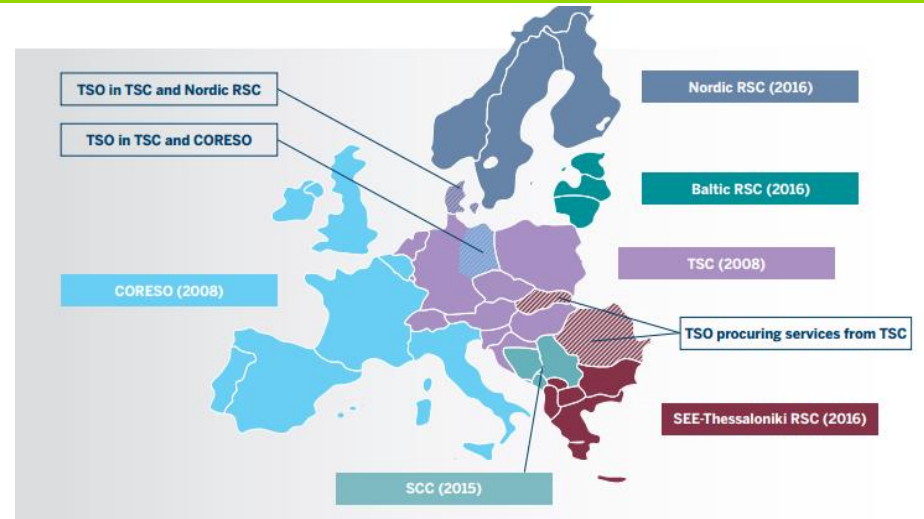 TSO in TSC and Nordic RSC
Nordic RSC (2016)
TSO in TSC and CORESO
Baltic RSC (2016)
TSC (2008)
CORESO (2008)
TSO procuring services from TSC
SEE-Thessaloniki RSC (2016)
SCC (2015)